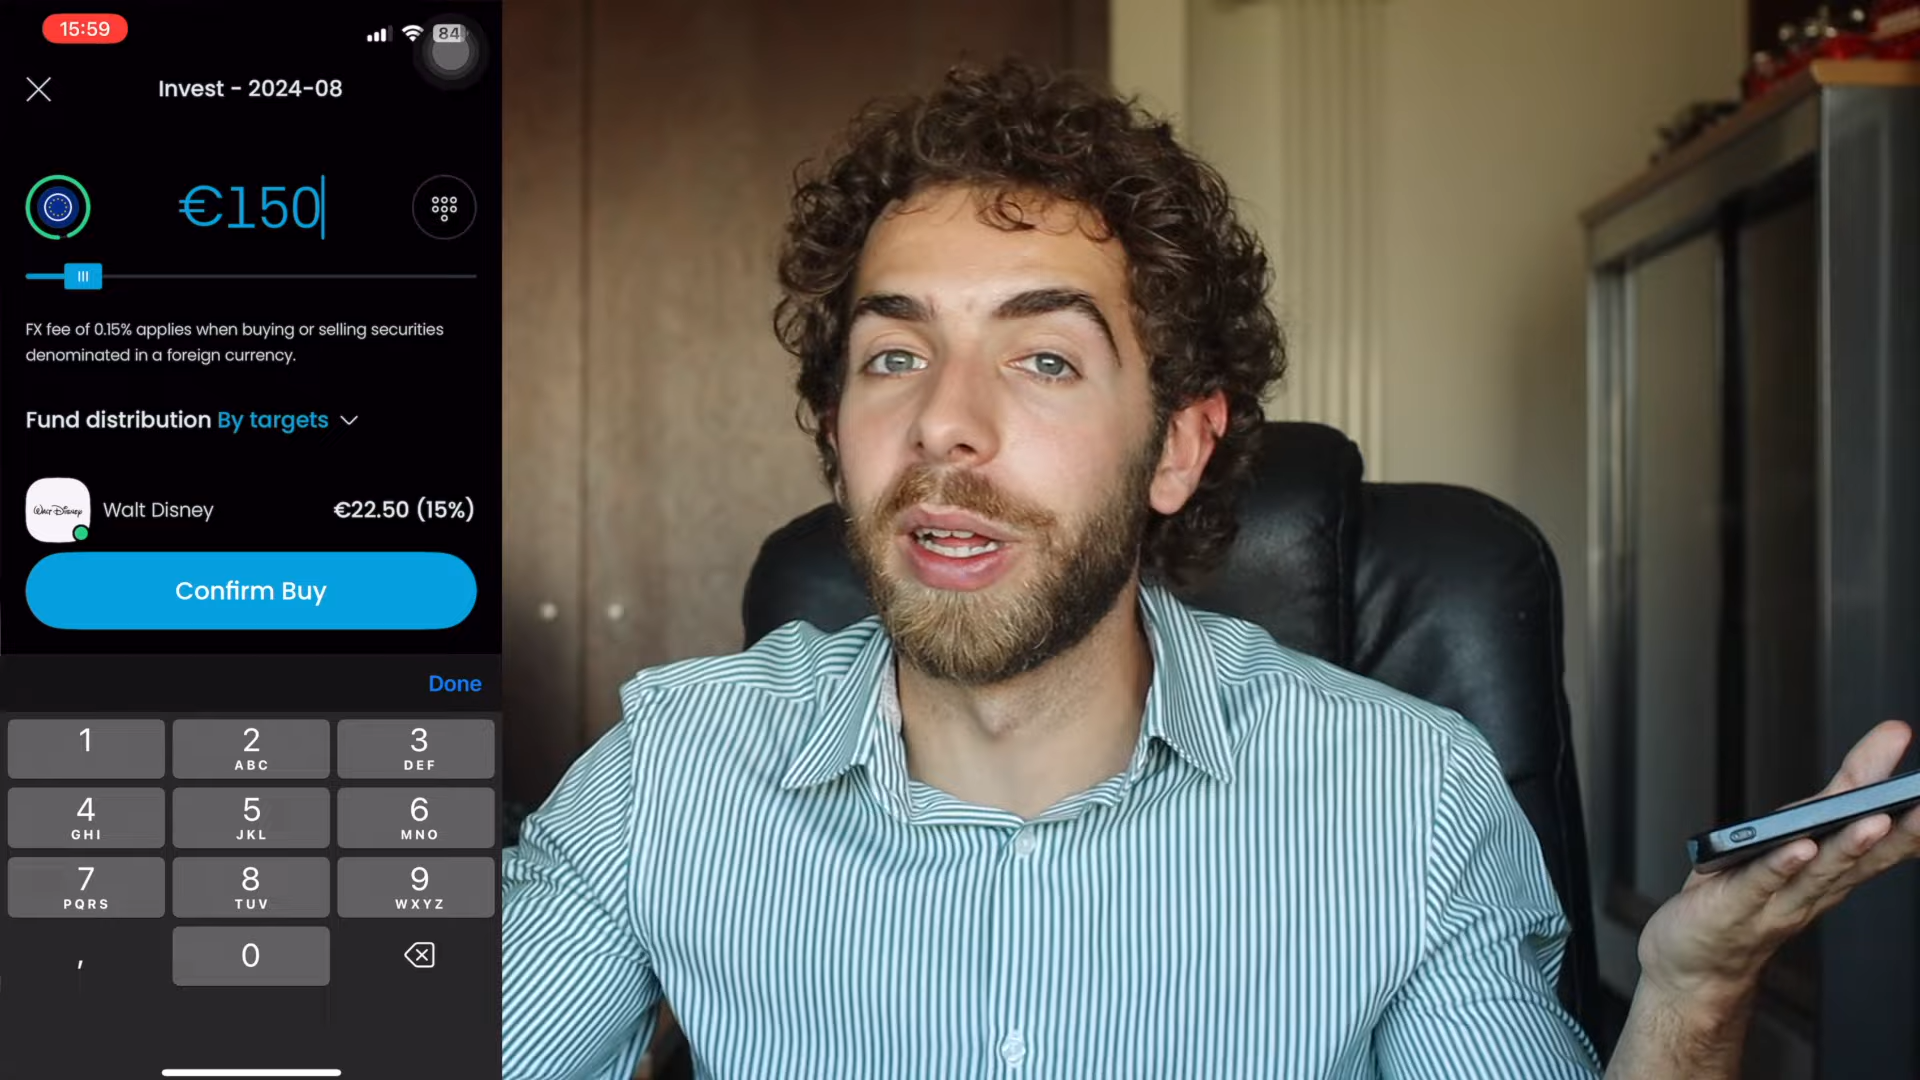 15:59
84
Invest - 2024-08
€150
FX fee of 0.15% applies when buying or selling securities
denominated in a foreign currency.
Fund distribution By targets
Walt Disney
Walt Disney €22.50 (15%)
Confirm Buy
Done
1 2 3
ABC DEF
4 5 6
GHI JKL MNO
7 8 9
PQRS TUV WXYZ
, 0